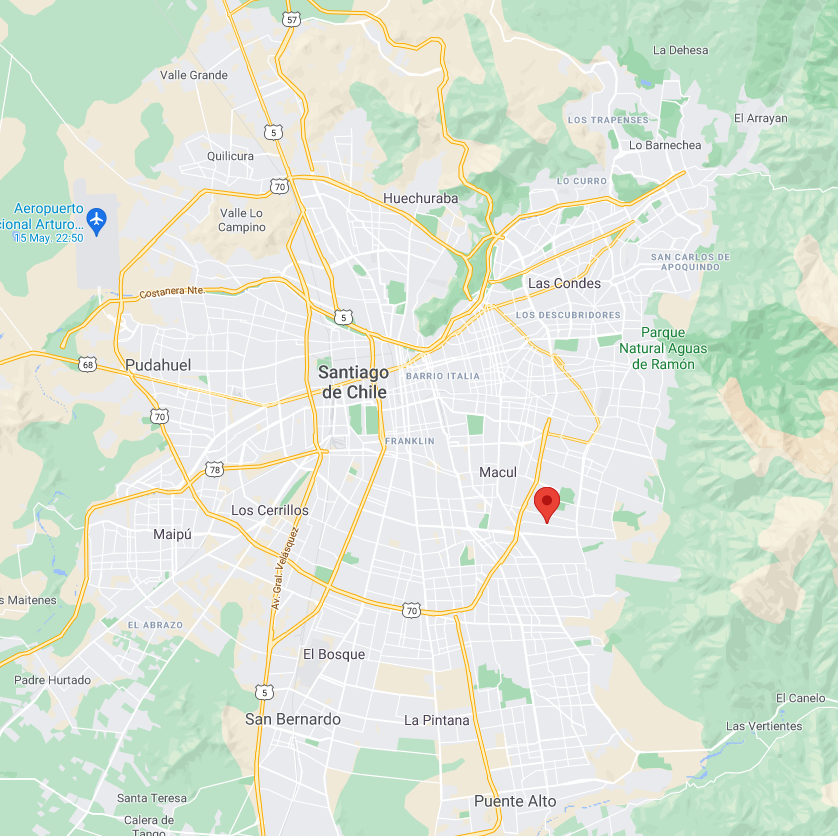 57
La Dehesa
Valle Grande
El Arrayan
LOS TRAPENSES
5
Lo Barnechea
Quilicura
LO CURRO
70
Huechuraba
Aeropuerto
cional Arturo...
15 May. 22:50
Valle Lo
Campino
SAN CARLOS DE
APOQUINDO
Las Condes
Costanera Nte.
5
LOS DESCUBRIDORES
Parque
Natural Aguas
de Ramón
68
Pudahuel
Santiago
de Chile
BARRIO ITALIA
70
FRANKLIN
78
Macul
Los Cerrillos
Maipú
Av. Gral. Velásquez
s Maitenes
70
EL ABRAZO
El Bosque
Padre Hurtado
5
El Canelo
San Bernardo
La Pintana
Las Vertientes
Santa Teresa
Puente Alto
Calera de
Tango